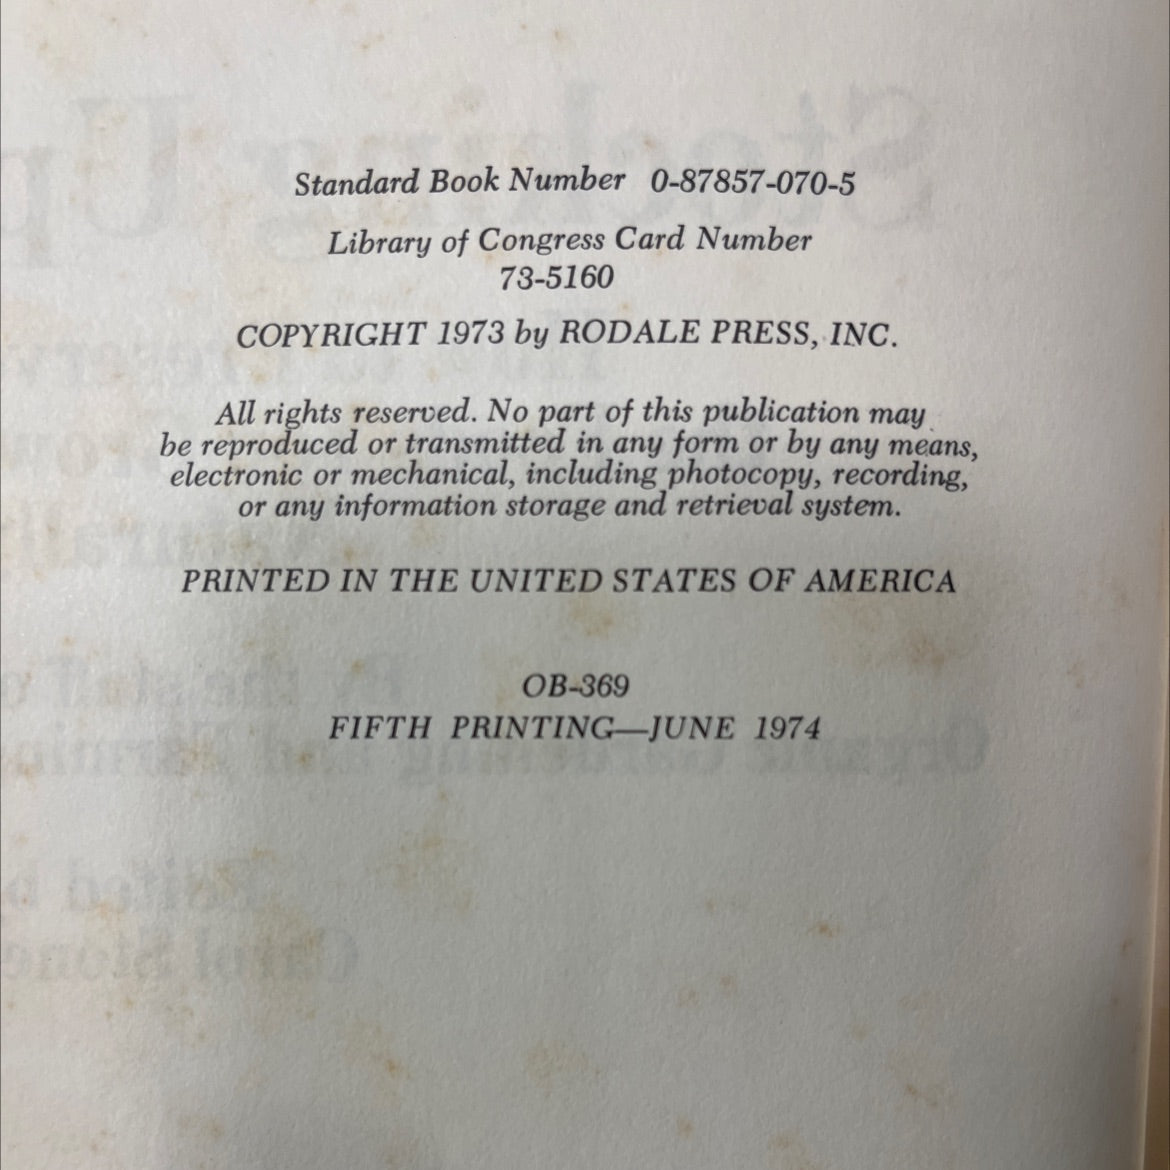 Standard Book Number 0-87857-070-5
Library of Congress Card Number
73-5160
COPYRIGHT 1973 by RODALE PRESS, INC.
All rights reserved. No part of this publication may
be reproduced or transmitted in any form or by any means,
electronic or mechanical, including photocopy, recording,
or any information storage and retrieval system.
PRINTED IN THE UNITED STATES OF AMERICA
OB-369
FIFTH PRINTING—JUNE 1974